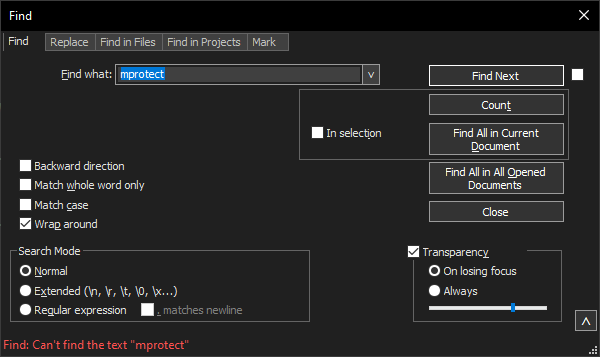 Find
Find Replace Find in Files Find in Projects Mark
Find what: mprotect Find Next
Count
In selection Find All in Current Document
Backward direction
Match whole word only
Match case
Wrap around
Find All in All Opened Documents
Close
Search Mode
Normal
Extended (\n, \r, \t, \0, \x...)
Regular expression . matches newline
Transparency
On losing focus
Always
Find: Can't find the text "mprotect"